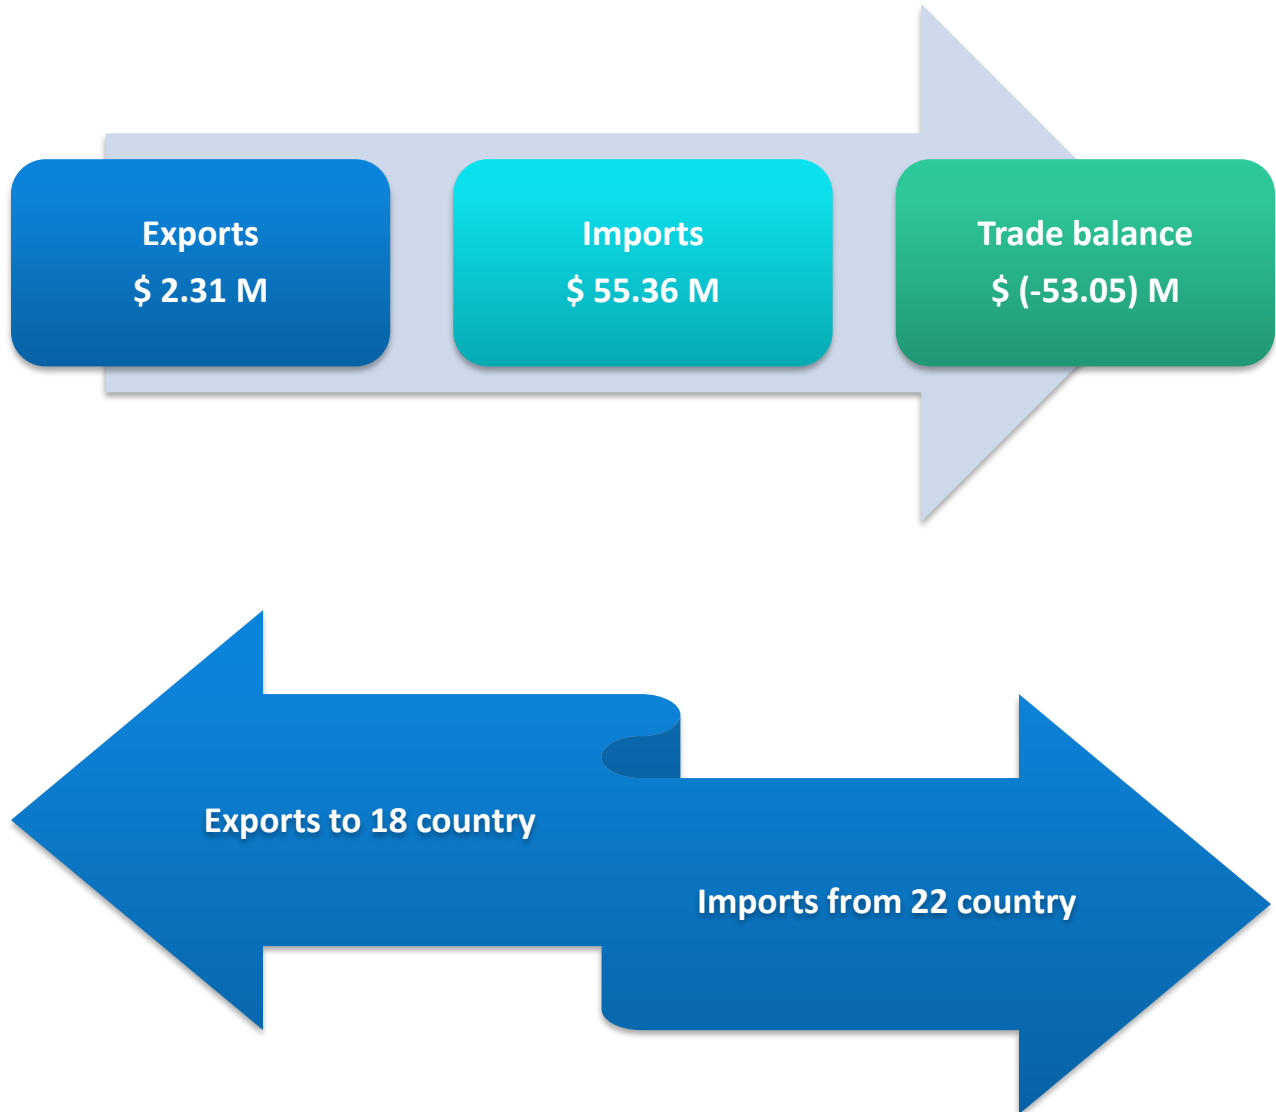 Exports
$ 2.31 M
Imports
$ 55.36 M
Trade balance
$ (-53.05) M
Exports to 18 country
Imports from 22 country